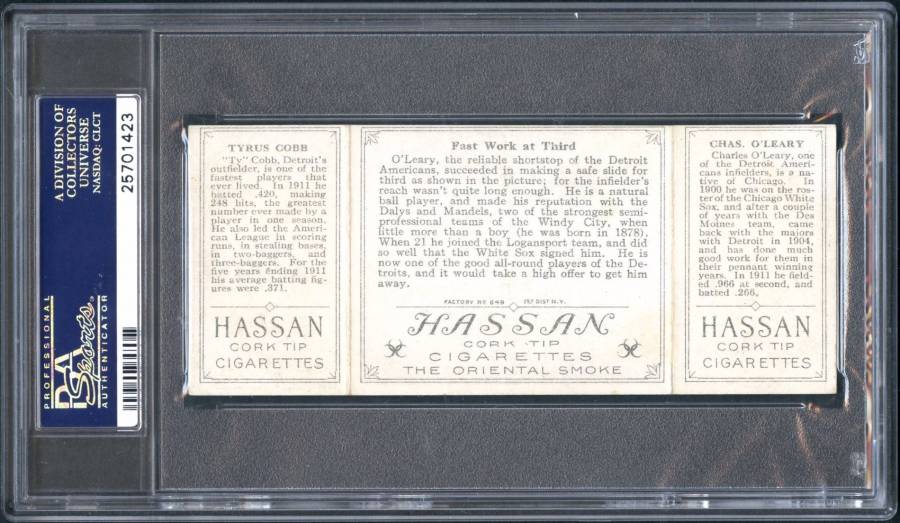 A DIVISION OF
COLLECTORS
UNIVERSE
NASDAQ: CLCT
25701423
PROFESSIONAL
PSA
Sports
AUTHENTICATOR
TYRUS COBB
"Ty" Cobb, Detroit's
outfielder, is one of the
fastest players that
ever lived. In 1911 he
batted .420, making
248 hits, the greatest
number ever made by a
player in one season.
He also led the Ameri-
can League in scoring
runs, in stealing bases,
in two-baggers, and
three-baggers. For the
five years ending 1911
his average batting fig-
ures were .371.
HASSAN
CORK TIP
CIGARETTES
Fast Work at Third
O'Leary, the reliable shortstop of the Detroit
Americans, succeeded in making a safe slide for
third as shown in the picture; for the infielder's
reach wasn't quite long enough. He is a natural
ball player, and made his reputation with the
Dalys and Mandels, two of the strongest semi-
professional teams of the Windy City, when
little more than a boy (he was born in 1878).
When 21 he joined the Logansport team, and did
so well that the White Sox signed him. He is
now one of the good all-round players of the De-
troits, and it would take a high offer to get him
away.
FACTORY NO 649 1ST DIST N.Y.
HASSAN
CORK TIP
CIGARETTES
THE ORIENTAL SMOKE
CHAS. O'LEARY
Charles O'Leary, one
of the Detroit Ameri-
cans infielders, is a na-
tive of Chicago. In
1900 he was on the ros-
ter of the Chicago White
Sox, and after a couple
of years with the Des
Moines team, came
back with the majors
with Detroit in 1904,
and has done much
good work for them in
their pennant winning
years. In 1911 he field-
ed .966 at second, and
batted .266.
HASSAN
CORK TIP
CIGARETTES